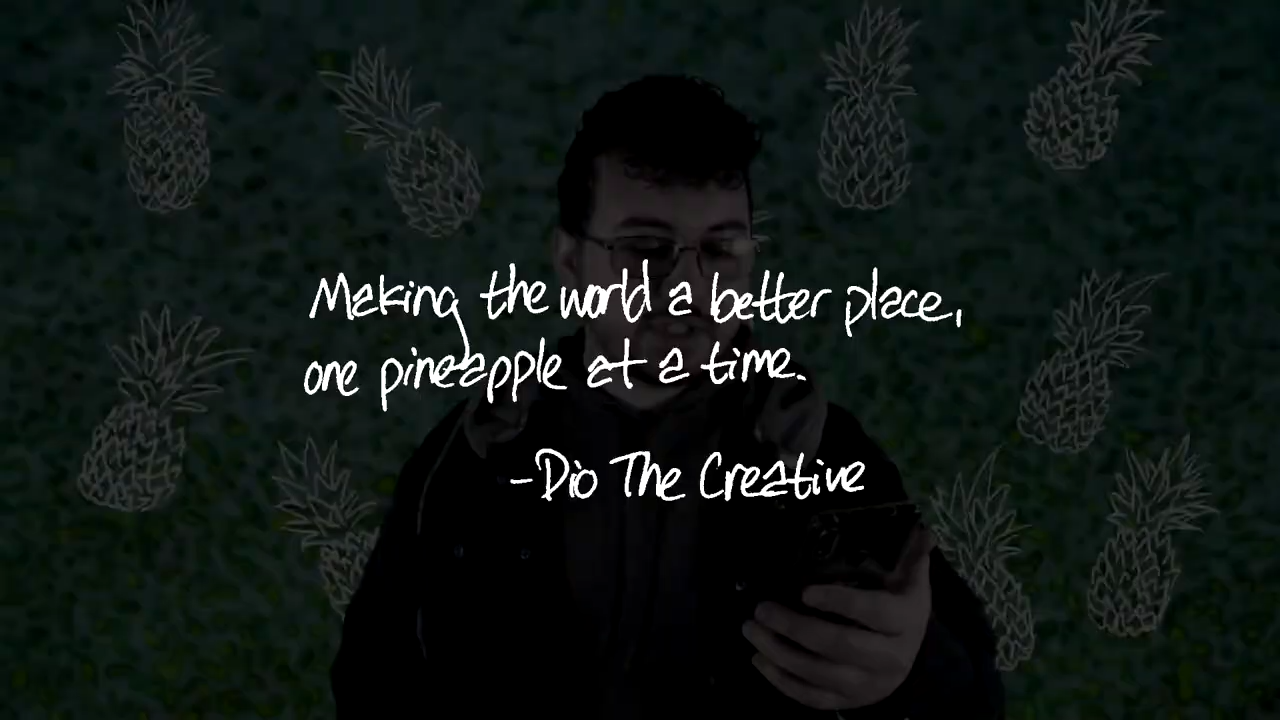 Making the world a better place,
one pineapple at a time.
-Dio The Creative